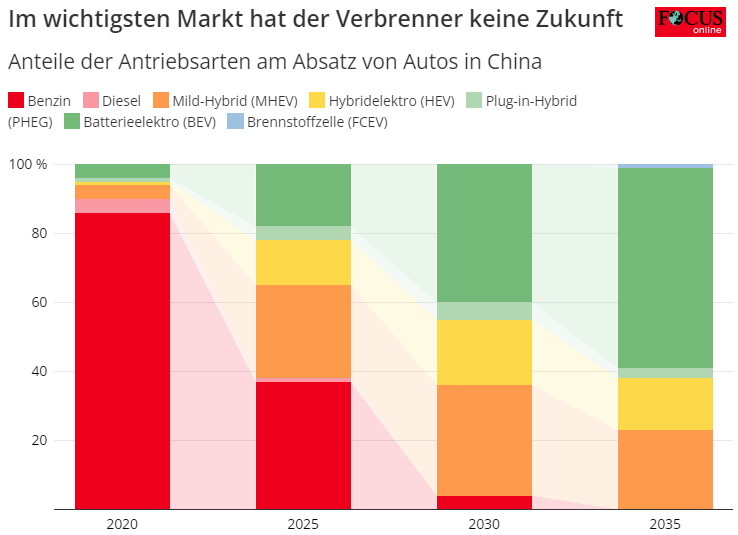 Im wichtigsten Markt hat der Verbrenner keine Zukunft
FOCUS
online
Anteile der Antriebsarten am Absatz von Autos in China
Benzin Diesel Mild-Hybrid (MHEV) Hybridelektro (HEV) Plug-in-Hybrid
(PHEG) Batterieelektro (BEV) Brennstoffzelle (FCEV)
100 %
80
60
40
20
2020 2025 2030 2035